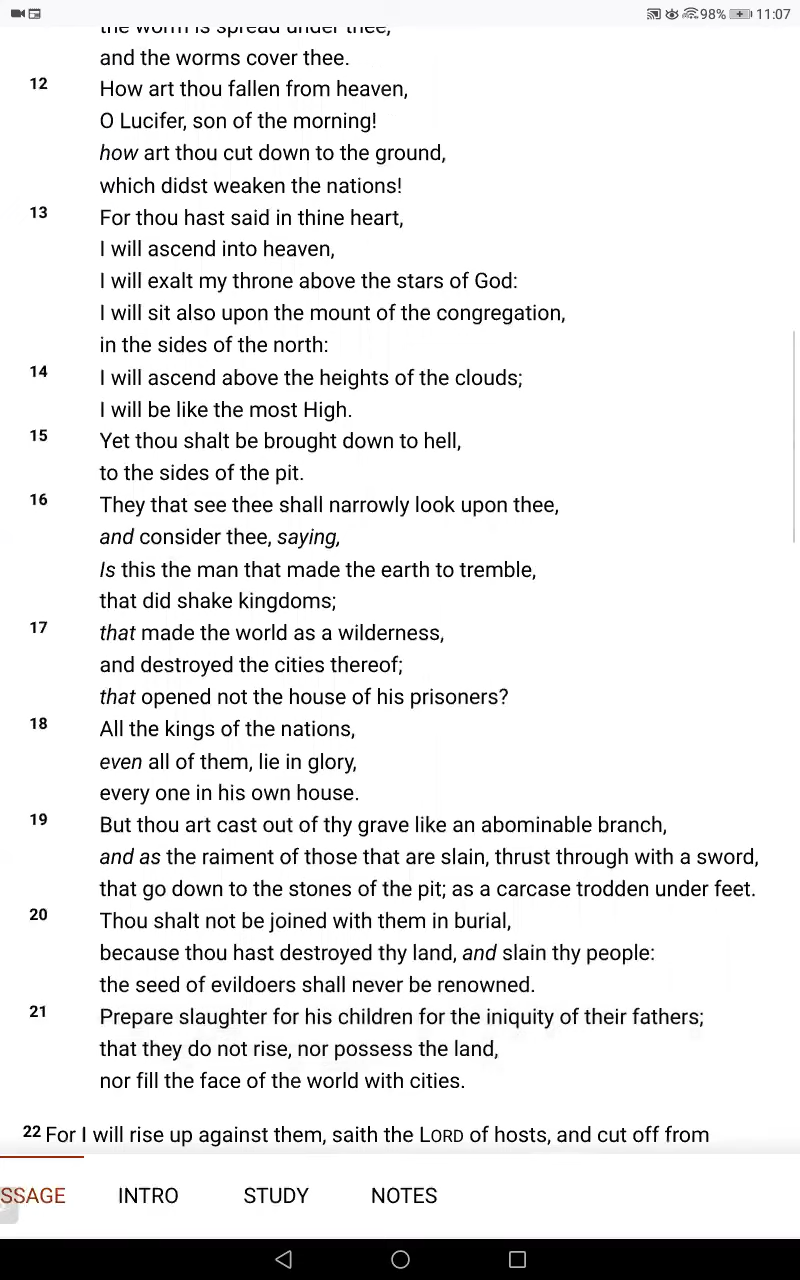 98% 11:07
the worm is spread under thee,
and the worms cover thee.
12 How art thou fallen from heaven,
O Lucifer, son of the morning!
how art thou cut down to the ground,
which didst weaken the nations!
13 For thou hast said in thine heart,
I will ascend into heaven,
I will exalt my throne above the stars of God:
I will sit also upon the mount of the congregation,
in the sides of the north:
14 I will ascend above the heights of the clouds;
I will be like the most High.
15 Yet thou shalt be brought down to hell,
to the sides of the pit.
16 They that see thee shall narrowly look upon thee,
and consider thee, saying,
Is this the man that made the earth to tremble,
that did shake kingdoms;
17 that made the world as a wilderness,
and destroyed the cities thereof;
that opened not the house of his prisoners?
18 All the kings of the nations,
even all of them, lie in glory,
every one in his own house.
19 But thou art cast out of thy grave like an abominable branch,
and as the raiment of those that are slain, thrust through with a sword,
that go down to the stones of the pit; as a carcase trodden under feet.
20 Thou shalt not be joined with them in burial,
because thou hast destroyed thy land, and slain thy people:
the seed of evildoers shall never be renowned.
21 Prepare slaughter for his children for the iniquity of their fathers;
that they do not rise, nor possess the land,
nor fill the face of the world with cities.
22 For I will rise up against them, saith the LORD of hosts, and cut off from
SSAGE INTRO STUDY NOTES